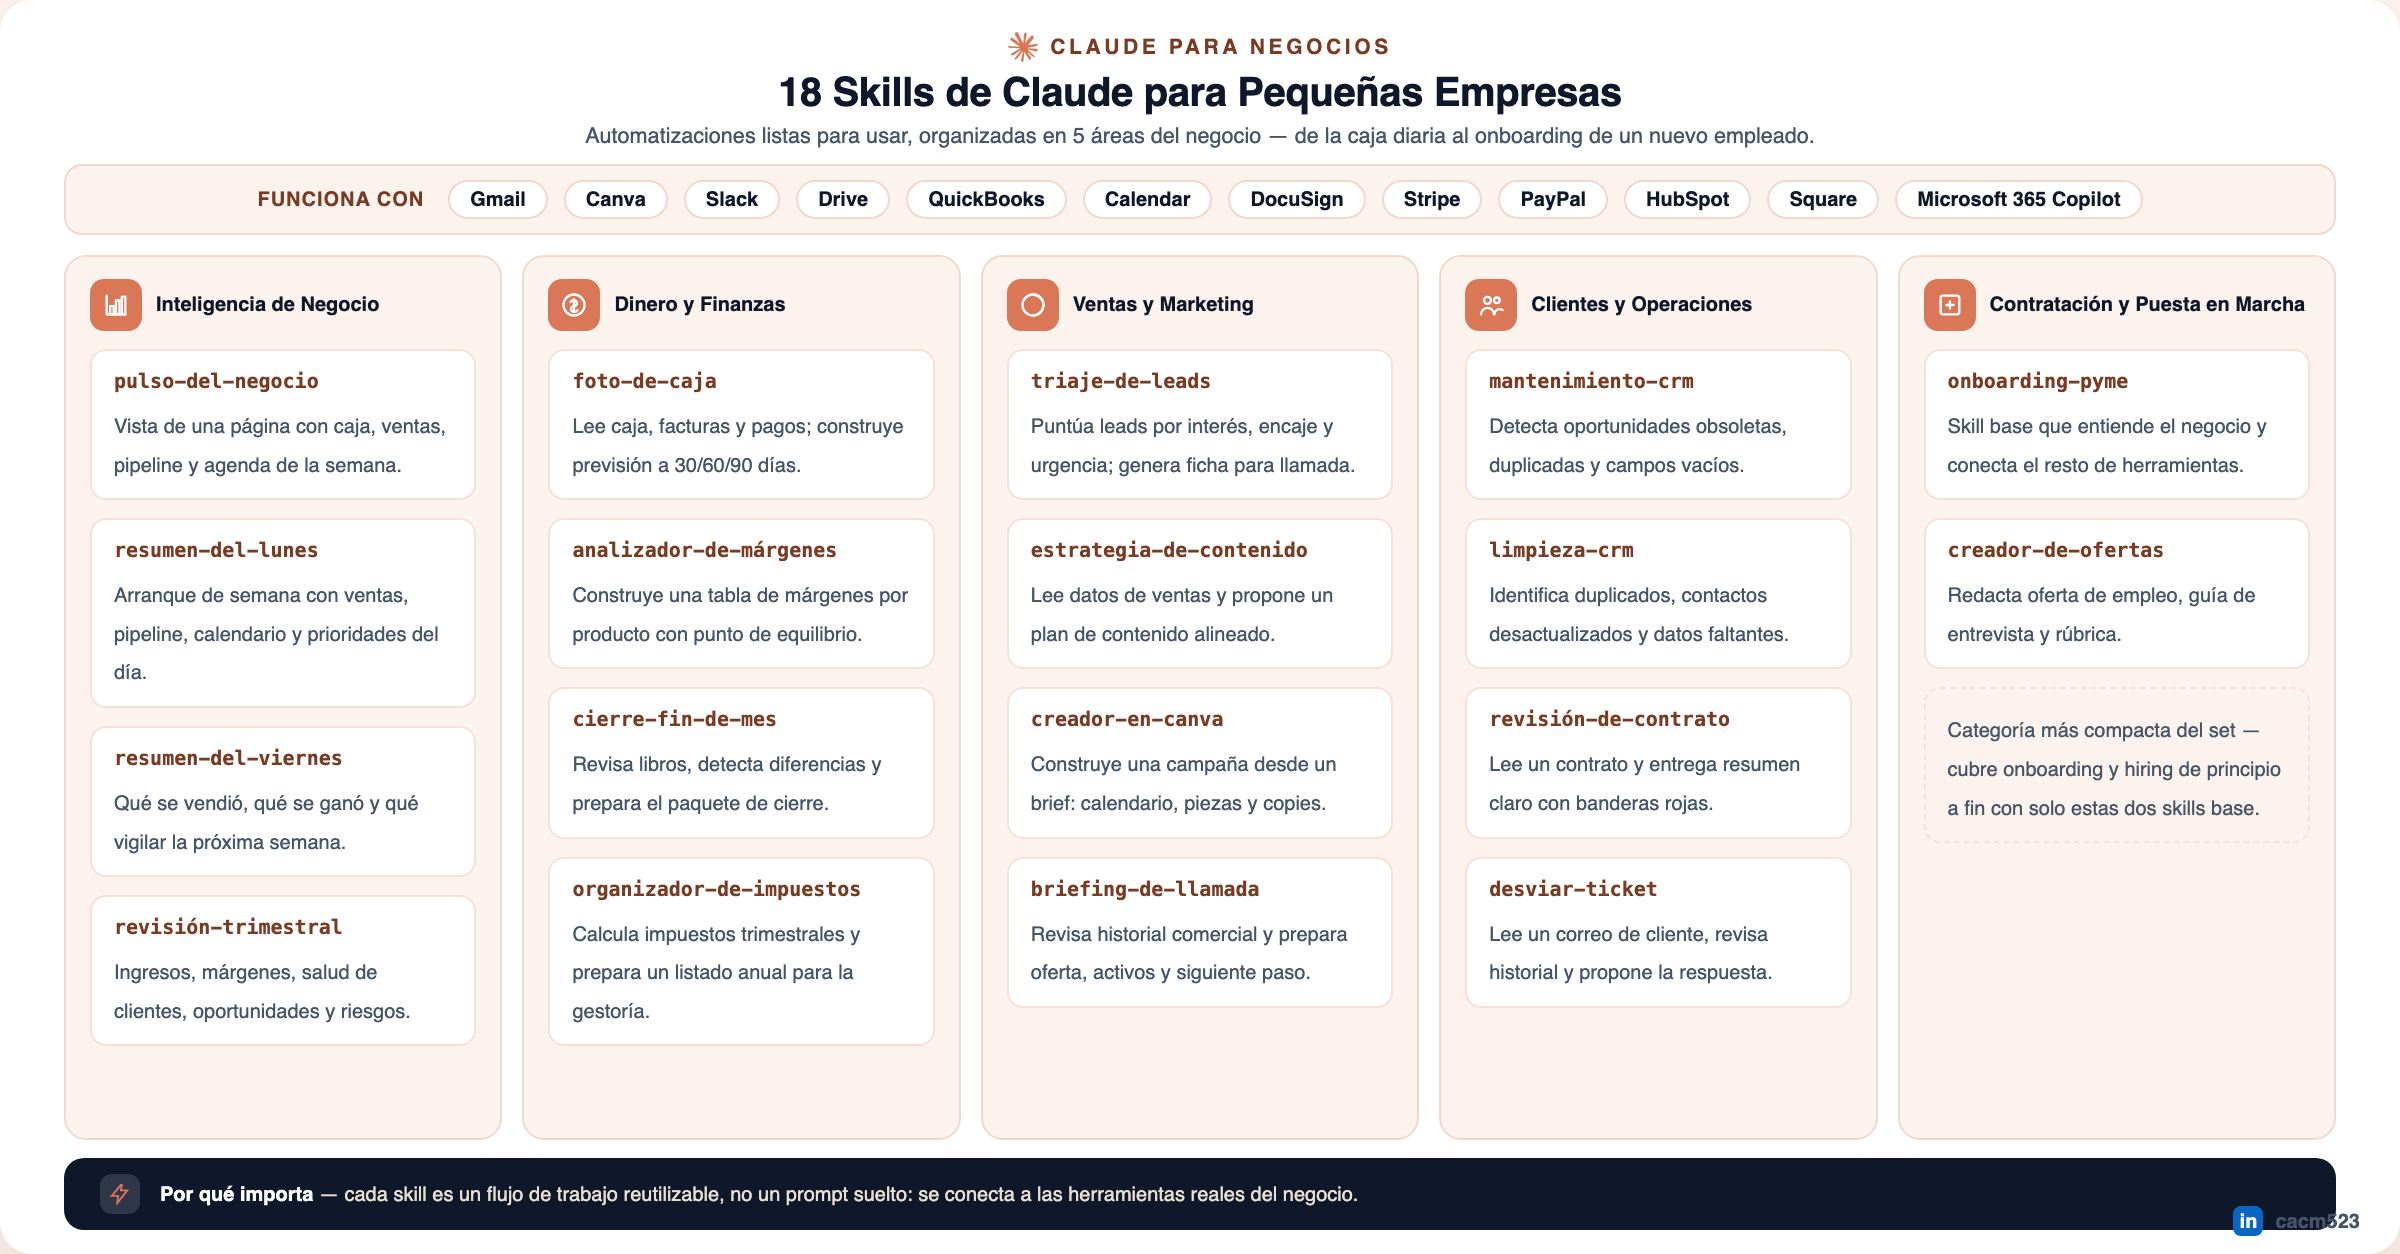 CLAUDE PARA NEGOCIOS
18 Skills de Claude para Pequeñas Empresas
Automatizaciones listas para usar, organizadas en 5 áreas del negocio — de la caja diaria al onboarding de un nuevo empleado.
FUNCIONA CON Gmail Canva Slack Drive QuickBooks Calendar DocuSign Stripe PayPal HubSpot Square Microsoft 365 Copilot
Inteligencia de Negocio
pulso-del-negocio
Vista de una página con caja, ventas,
pipeline y agenda de la semana.
resumen-del-lunes
Arranque de semana con ventas,
pipeline, calendario y prioridades del
día.
resumen-del-viernes
Qué se vendió, qué se ganó y qué
vigilar la próxima semana.
revisión-trimestral
Ingresos, márgenes, salud de
clientes, oportunidades y riesgos.
Dinero y Finanzas
foto-de-caja
Lee caja, facturas y pagos; construye
previsión a 30/60/90 días.
analizador-de-márgenes
Construye una tabla de márgenes por
producto con punto de equilibrio.
cierre-fin-de-mes
Revisa libros, detecta diferencias y
prepara el paquete de cierre.
organizador-de-impuestos
Calcula impuestos trimestrales y
prepara un listado anual para la
gestoría.
Ventas y Marketing
triaje-de-leads
Puntúa leads por interés, encaje y
urgencia; genera ficha para llamada.
estrategia-de-contenido
Lee datos de ventas y propone un
plan de contenido alineado.
creador-en-canva
Construye una campaña desde un
brief: calendario, piezas y copies.
briefing-de-llamada
Revisa historial comercial y prepara
oferta, activos y siguiente paso.
Clientes y Operaciones
mantenimiento-crm
Detecta oportunidades obsoletas,
duplicadas y campos vacíos.
limpieza-crm
Identifica duplicados, contactos
desactualizados y datos faltantes.
revisión-de-contrato
Lee un contrato y entrega resumen
claro con banderas rojas.
desviar-ticket
Lee un correo de cliente, revisa
historial y propone la respuesta.
Contratación y Puesta en Marcha
onboarding-pyme
Skill base que entiende el negocio y
conecta el resto de herramientas.
creador-de-ofertas
Redacta oferta de empleo, guía de
entrevista y rúbrica.
Categoría más compacta del set —
cubre onboarding y hiring de principio
a fin con solo estas dos skills base.
Por qué importa — cada skill es un flujo de trabajo reutilizable, no un prompt suelto: se conecta a las herramientas reales del negocio.
in cacm523